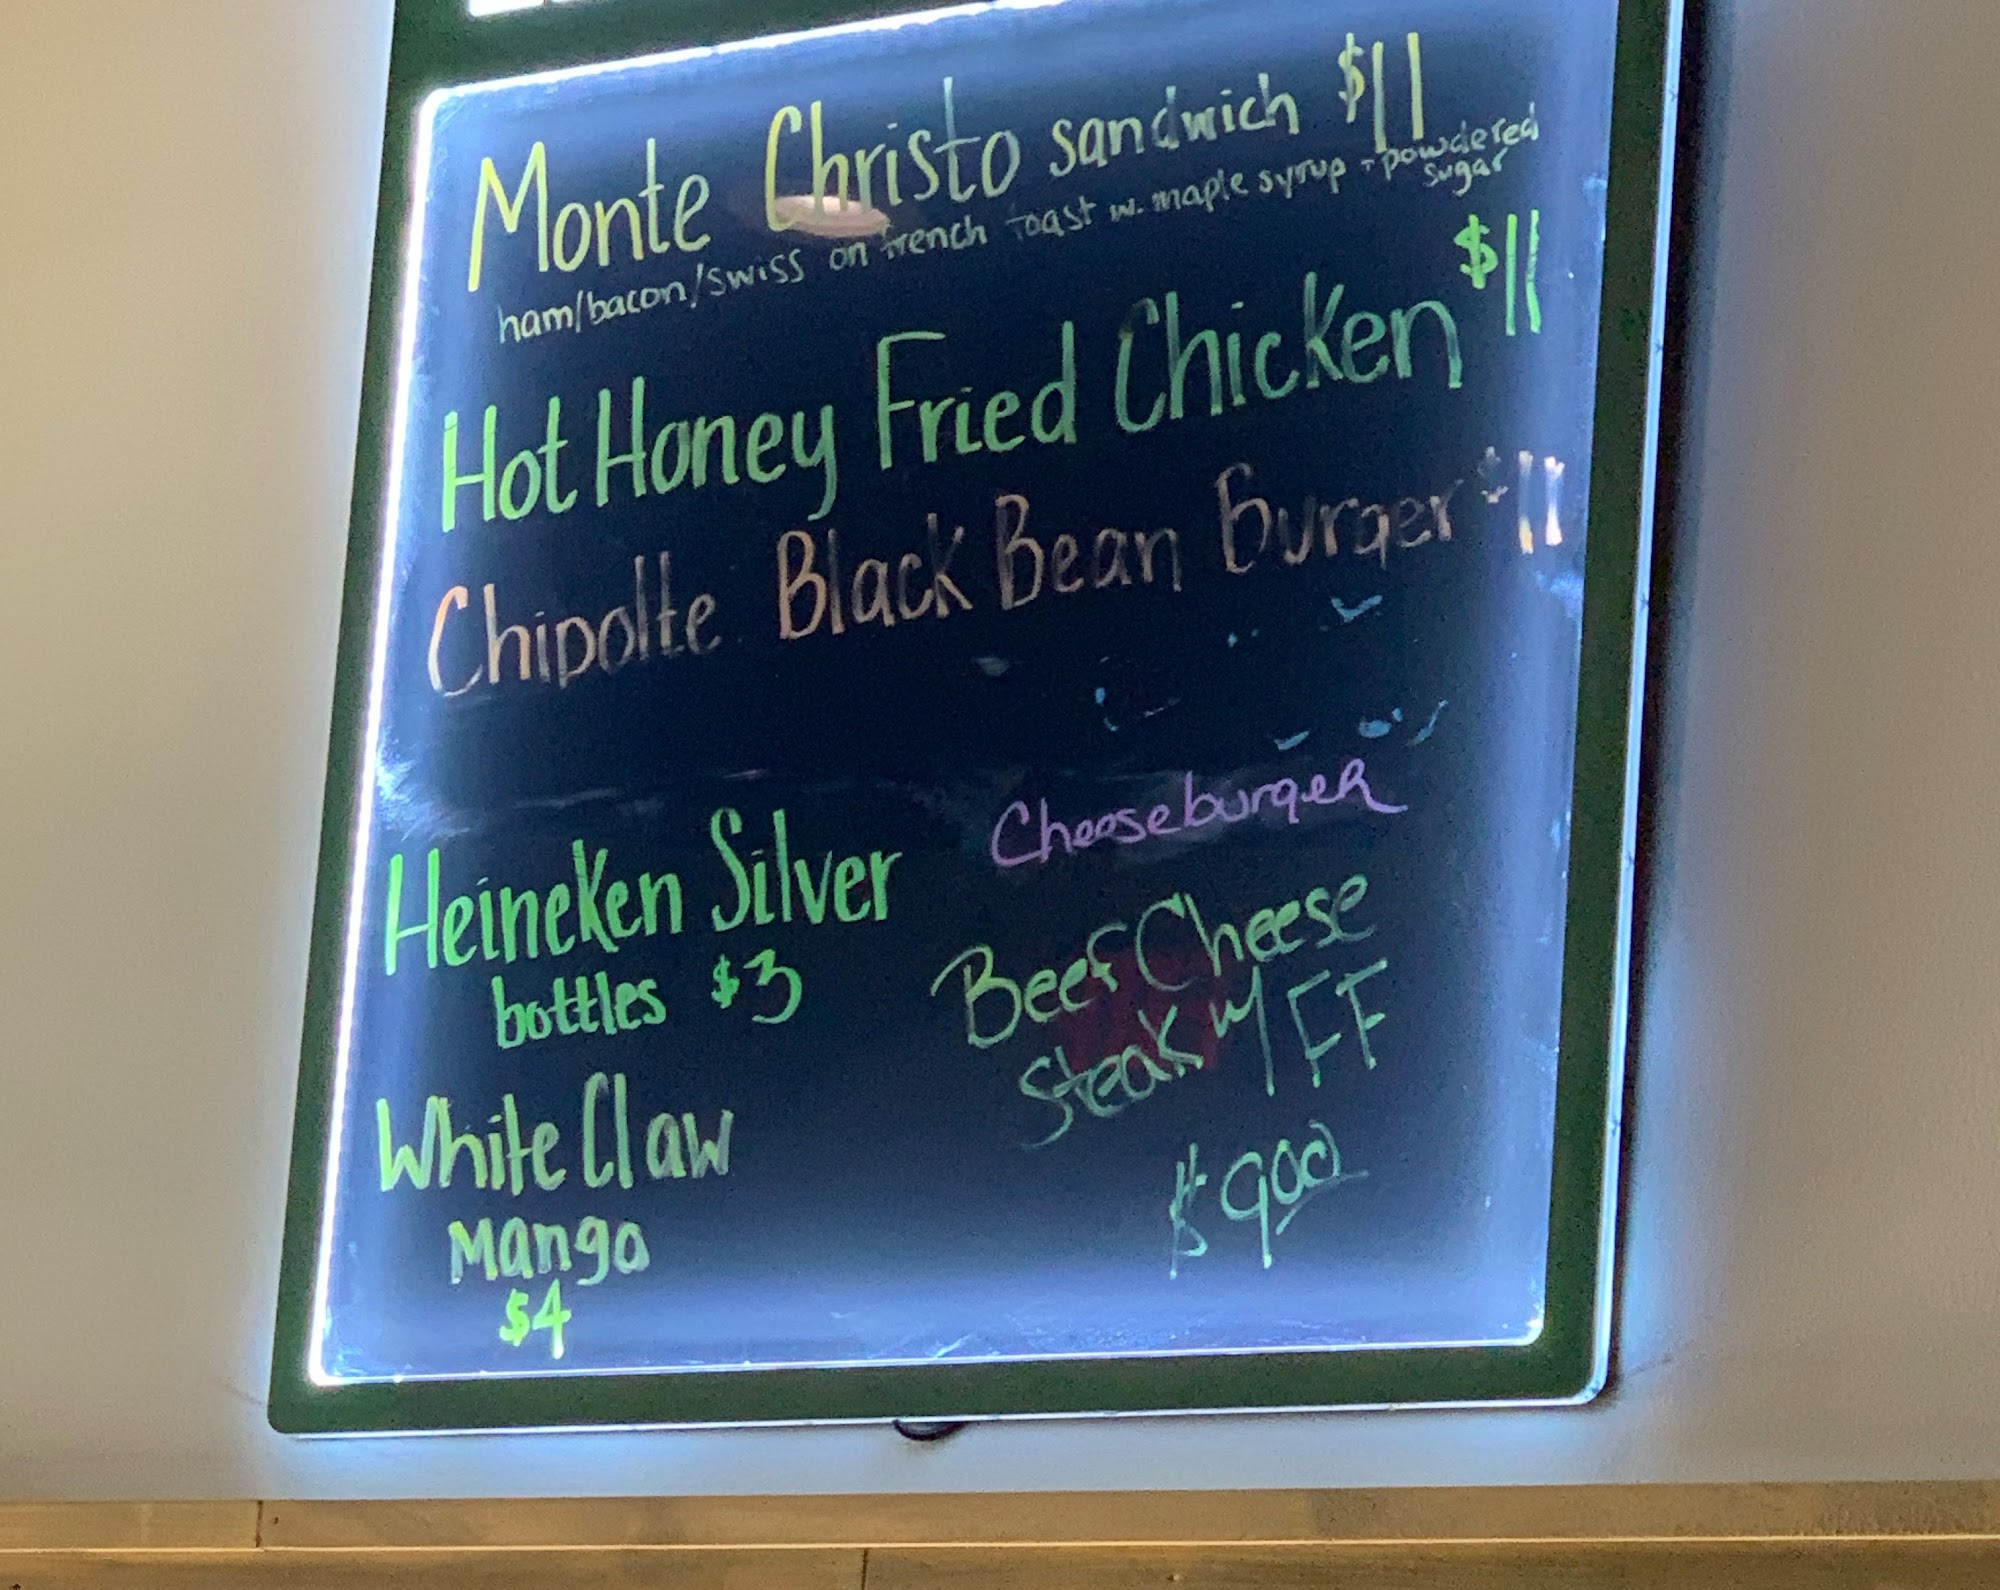 Monte Christo sandwich $11
ham/bacon/swiss on french toast w. maple syrup + powdered
sugar
Hot Honey Fried Chicken $11
Chipolte Black Bean Burger $11
Heineken Silver
bottles $3
White Claw
Mango
$4
Cheeseburger
Beef Cheese
Steak w/ FF
$900